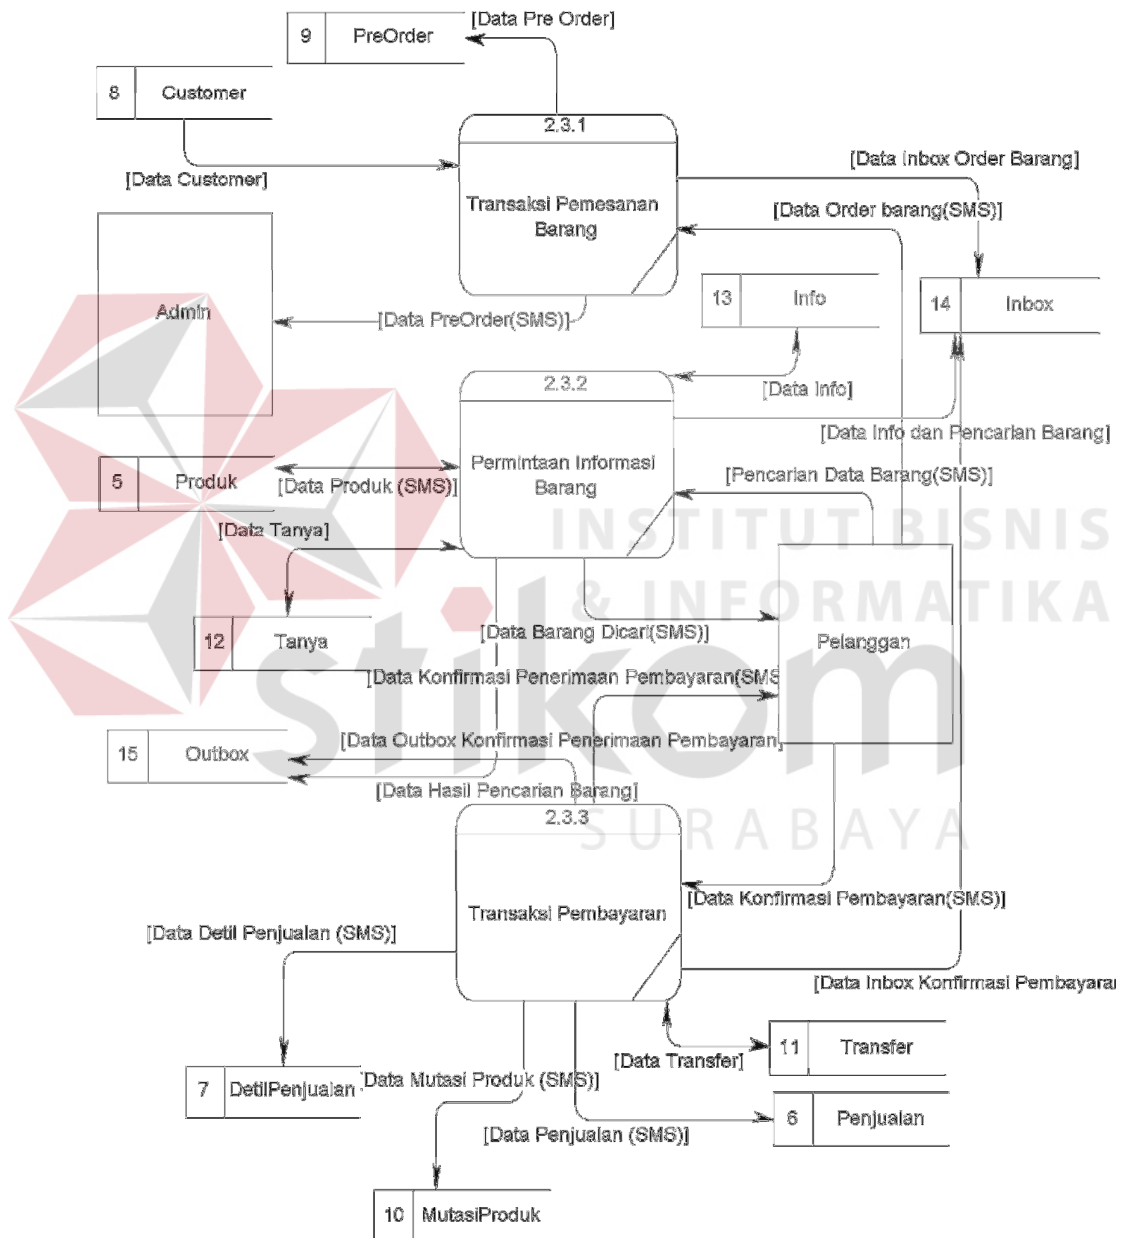 [Data Pre Order]
9 PreOrder
8 Customer
2.3.1
[Data Inbox Order Barang]
[Data Customer]
Transaksi Pemesanan
Barang
[Data Order barang(SMS)]
13 Info
14 Inbox
Admin
[Data PreOrder(SMS)]
2.3.2
[Data Info]
[Data Info dan Pencarian Barang]
Permintaan Informasi
Barang
5 Produk
[Data Produk (SMS)]
[Pencarian Data Barang(SMS)]
[Data Tanya]
INSTITUT BISNIS
& INFORMATIKA
stikom
SURABAYA
12 Tanya
[Data Barang Dicari(SMS)]
Pelanggan
[Data Konfirmasi Penerimaan Pembayaran(SMS
[Data Outbox Konfirmasi Penerimaan Pembayaran]
15 Outbox
[Data Hasil Pencarian Barang]
2.3.3
[Data Konfirmasi Pembayaran(SMS)]
Transaksi Pembayaran
[Data Detil Penjualan (SMS)]
[Data Inbox Konfirmasi Pembayaran
11 Transfer
[Data Transfer]
7 DetilPenjualan
[Data Mutasi Produk (SMS)]
6 Penjualan
[Data Penjualan (SMS)]
10 MutasiProduk